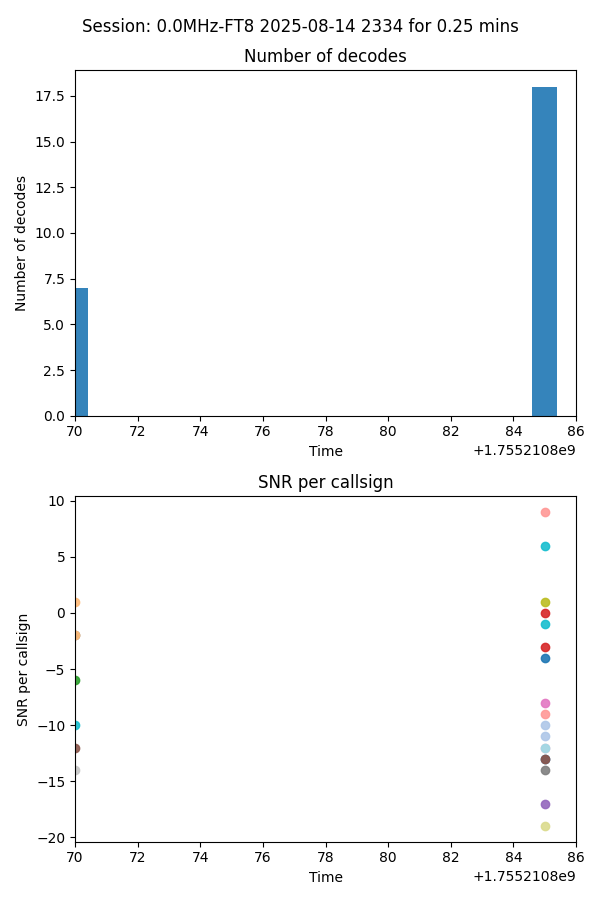 Session: 0.0MHz-FT8 2025-08-14 2334 for 0.25 mins
Number of decodes
17.5
15.0
12.5
10.0
7.5
5.0
2.5
0.0
Number of decodes
70 72 74 76 78 80 82 84 86
Time
+1.7552108e9
SNR per callsign
10
5
0
−5
−10
−15
−20
SNR per callsign
70 72 74 76 78 80 82 84 86
Time
+1.7552108e9